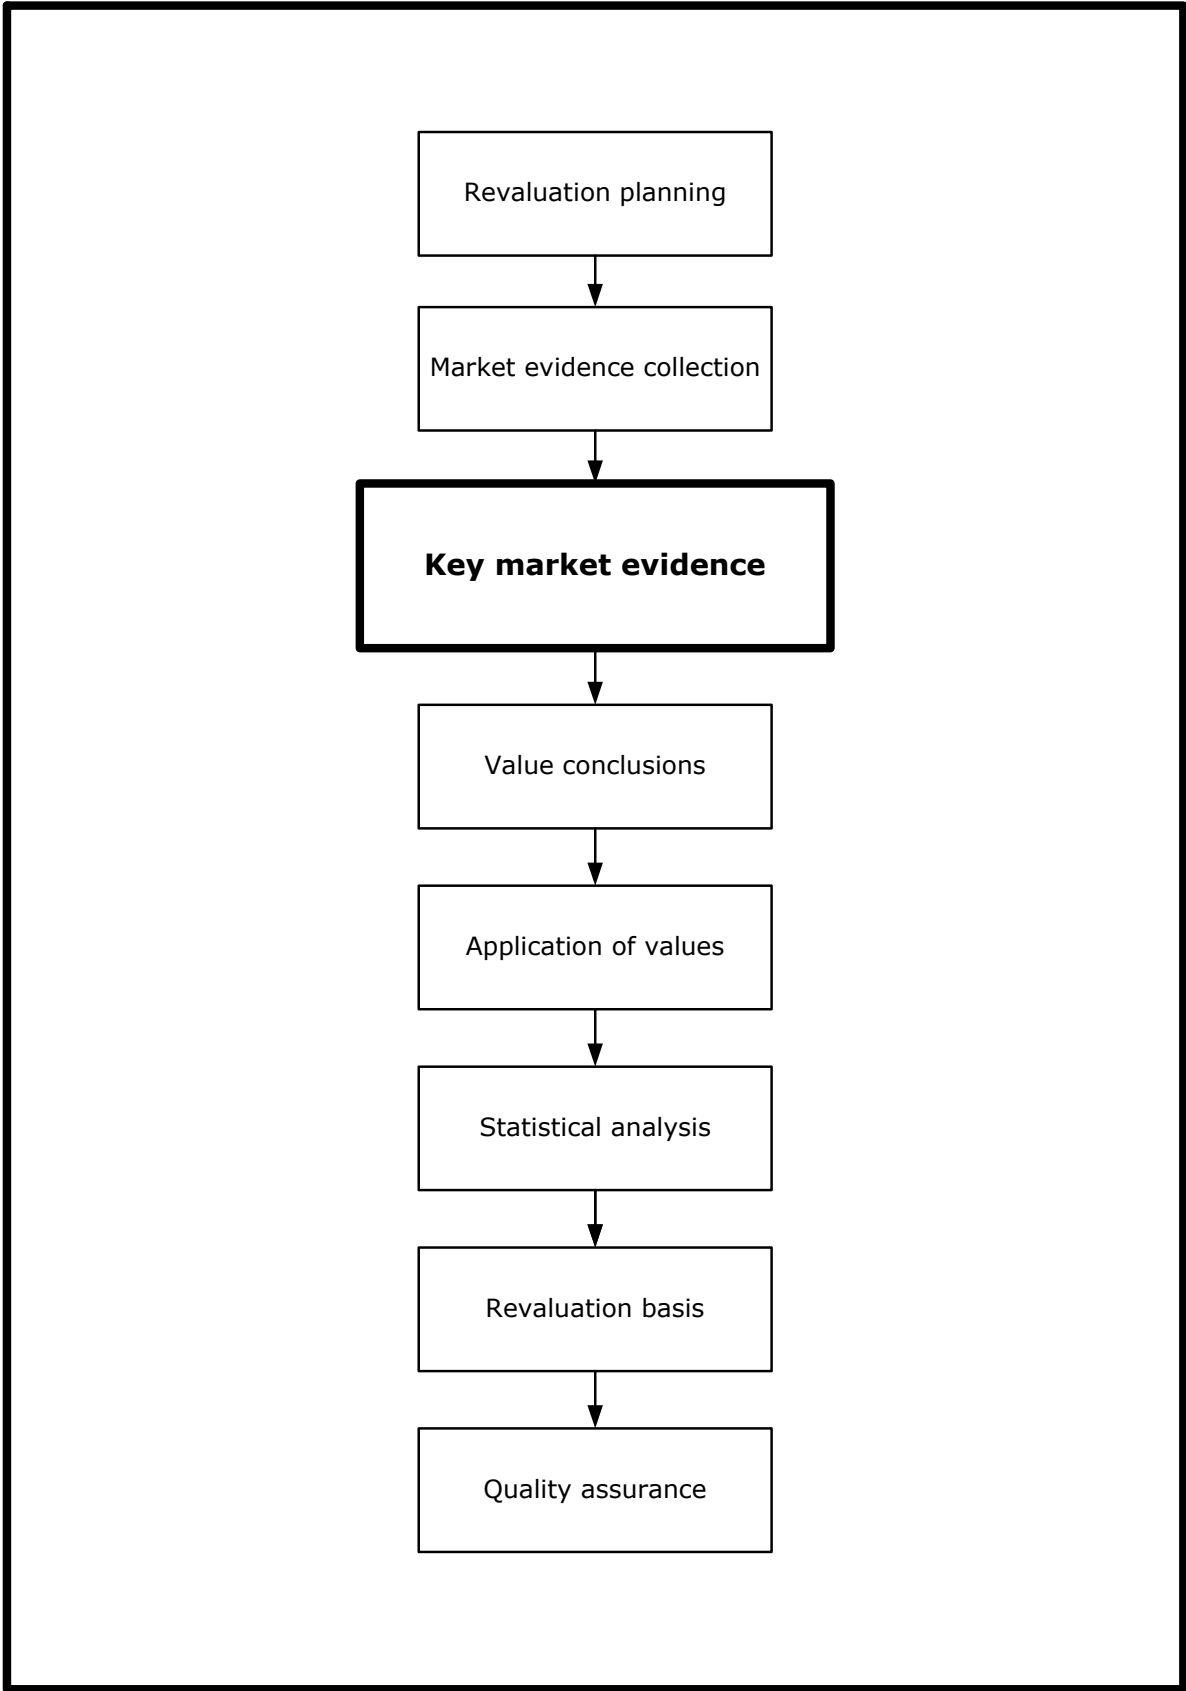 Revaluation planning
Market evidence collection
Key market evidence
Value conclusions
Application of values
Statistical analysis
Revaluation basis
Quality assurance